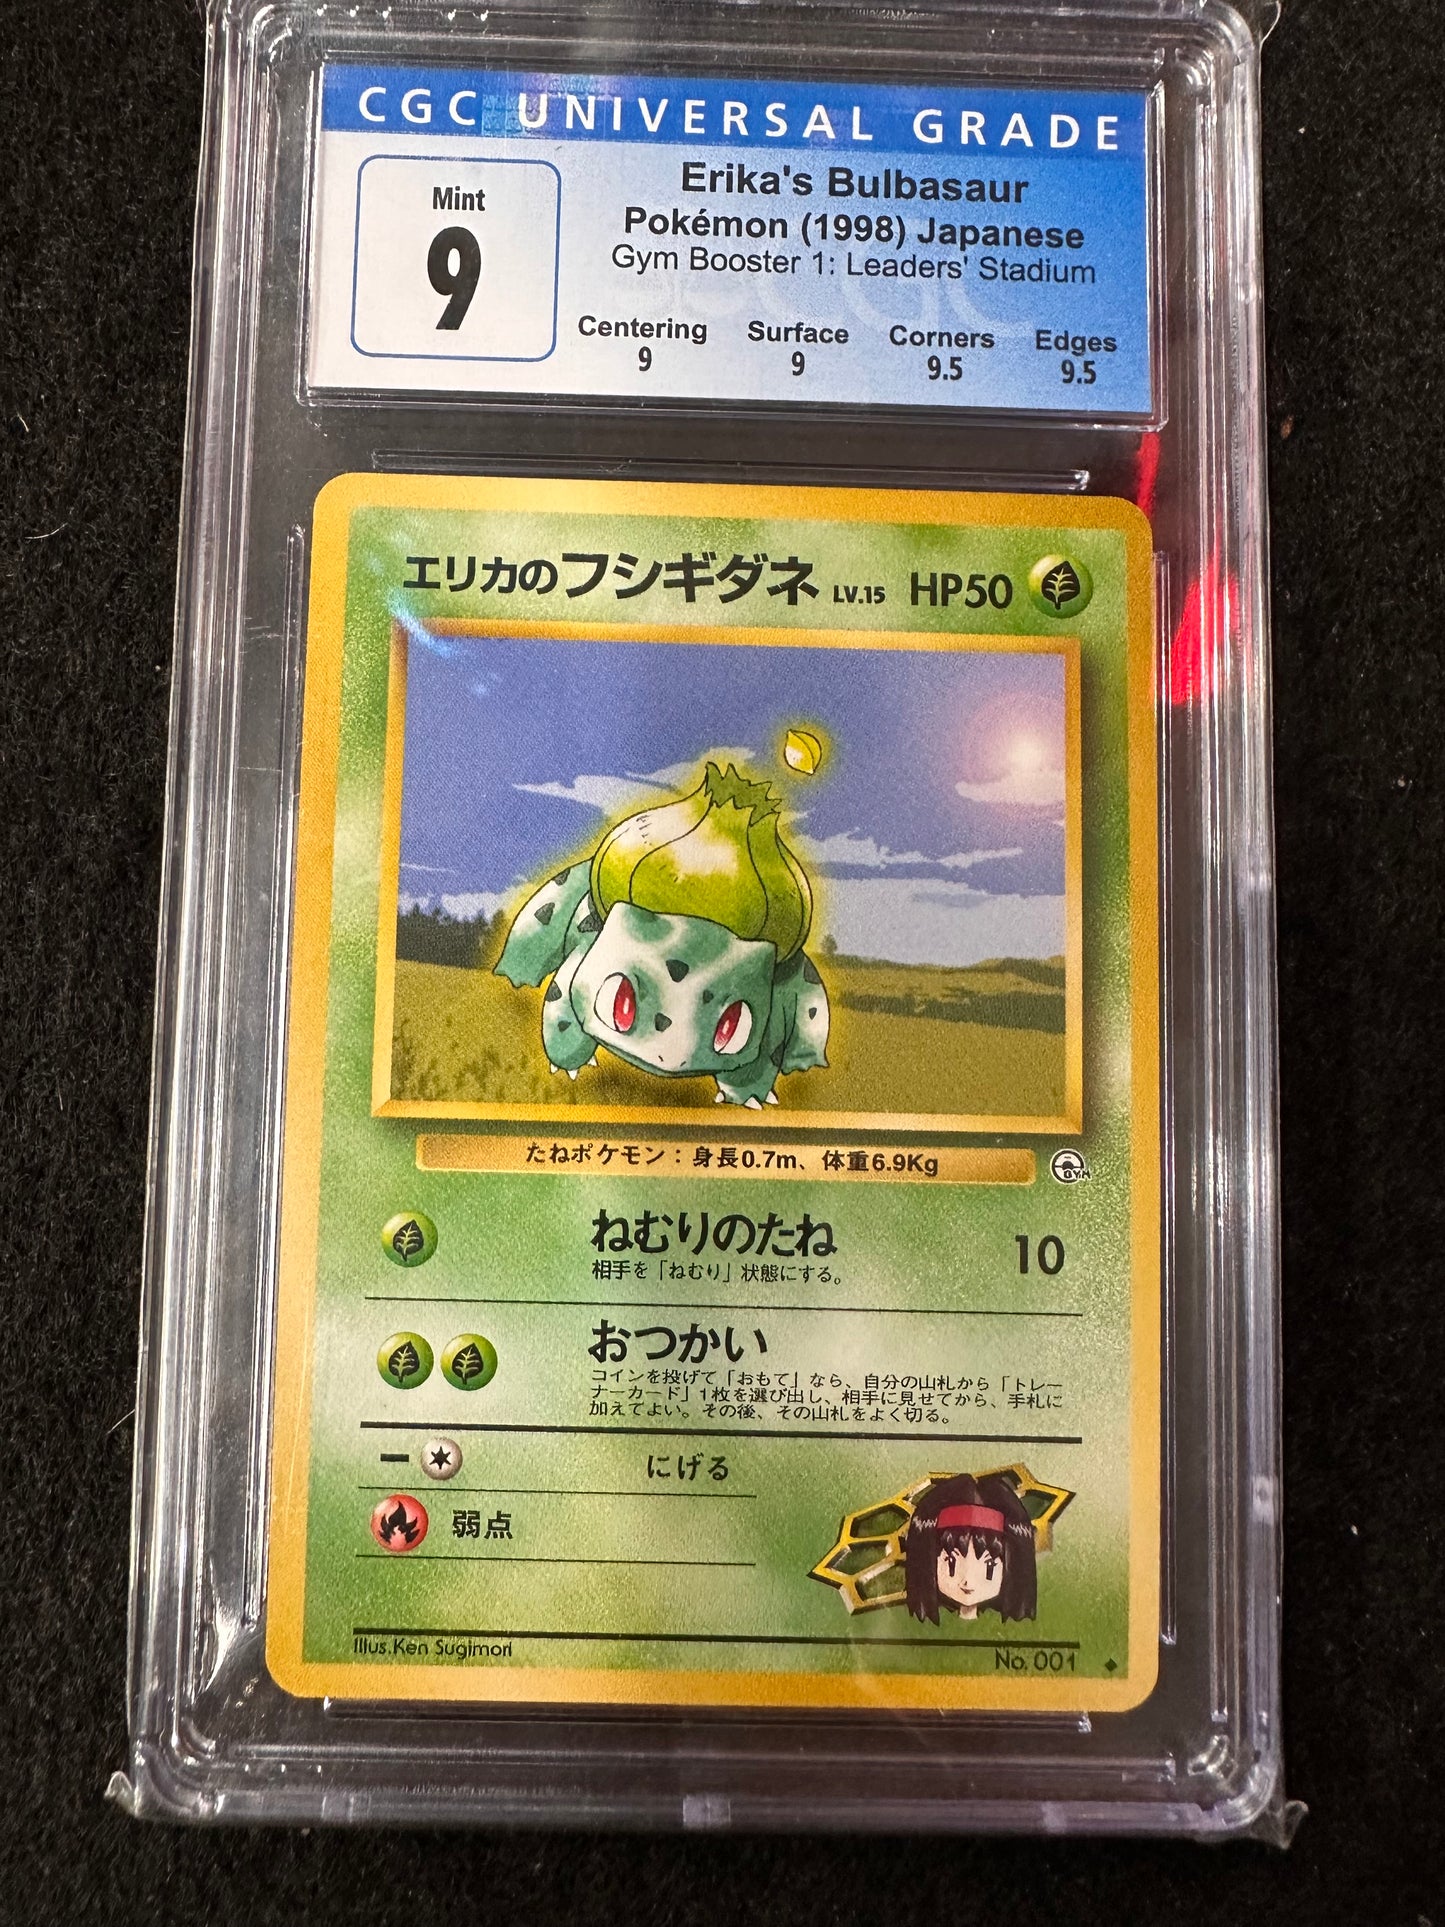 CGC UNIVERSAL GRADE
Mint
9
Erika's Bulbasaur
Pokémon (1998) Japanese
Gym Booster 1: Leaders' Stadium
Centering Surface Corners Edges
9 9 9.5 9.5
CGC
エリカのフシギダネ LV.15 HP50
たねポケモン：身長0.7m、体重6.9Kg
GYM
ねむりのたね 10
相手を「ねむり」状態にする。
おつかい
コインを投げて「おもて」なら、自分の山札から「トレー
ナーカード」1枚を選び出し、相手に見せてから、手札に
加えてよい。その後、その山札をよく切る。
ー にげる
弱点
Illus.Ken Sugimori No.001 ◆